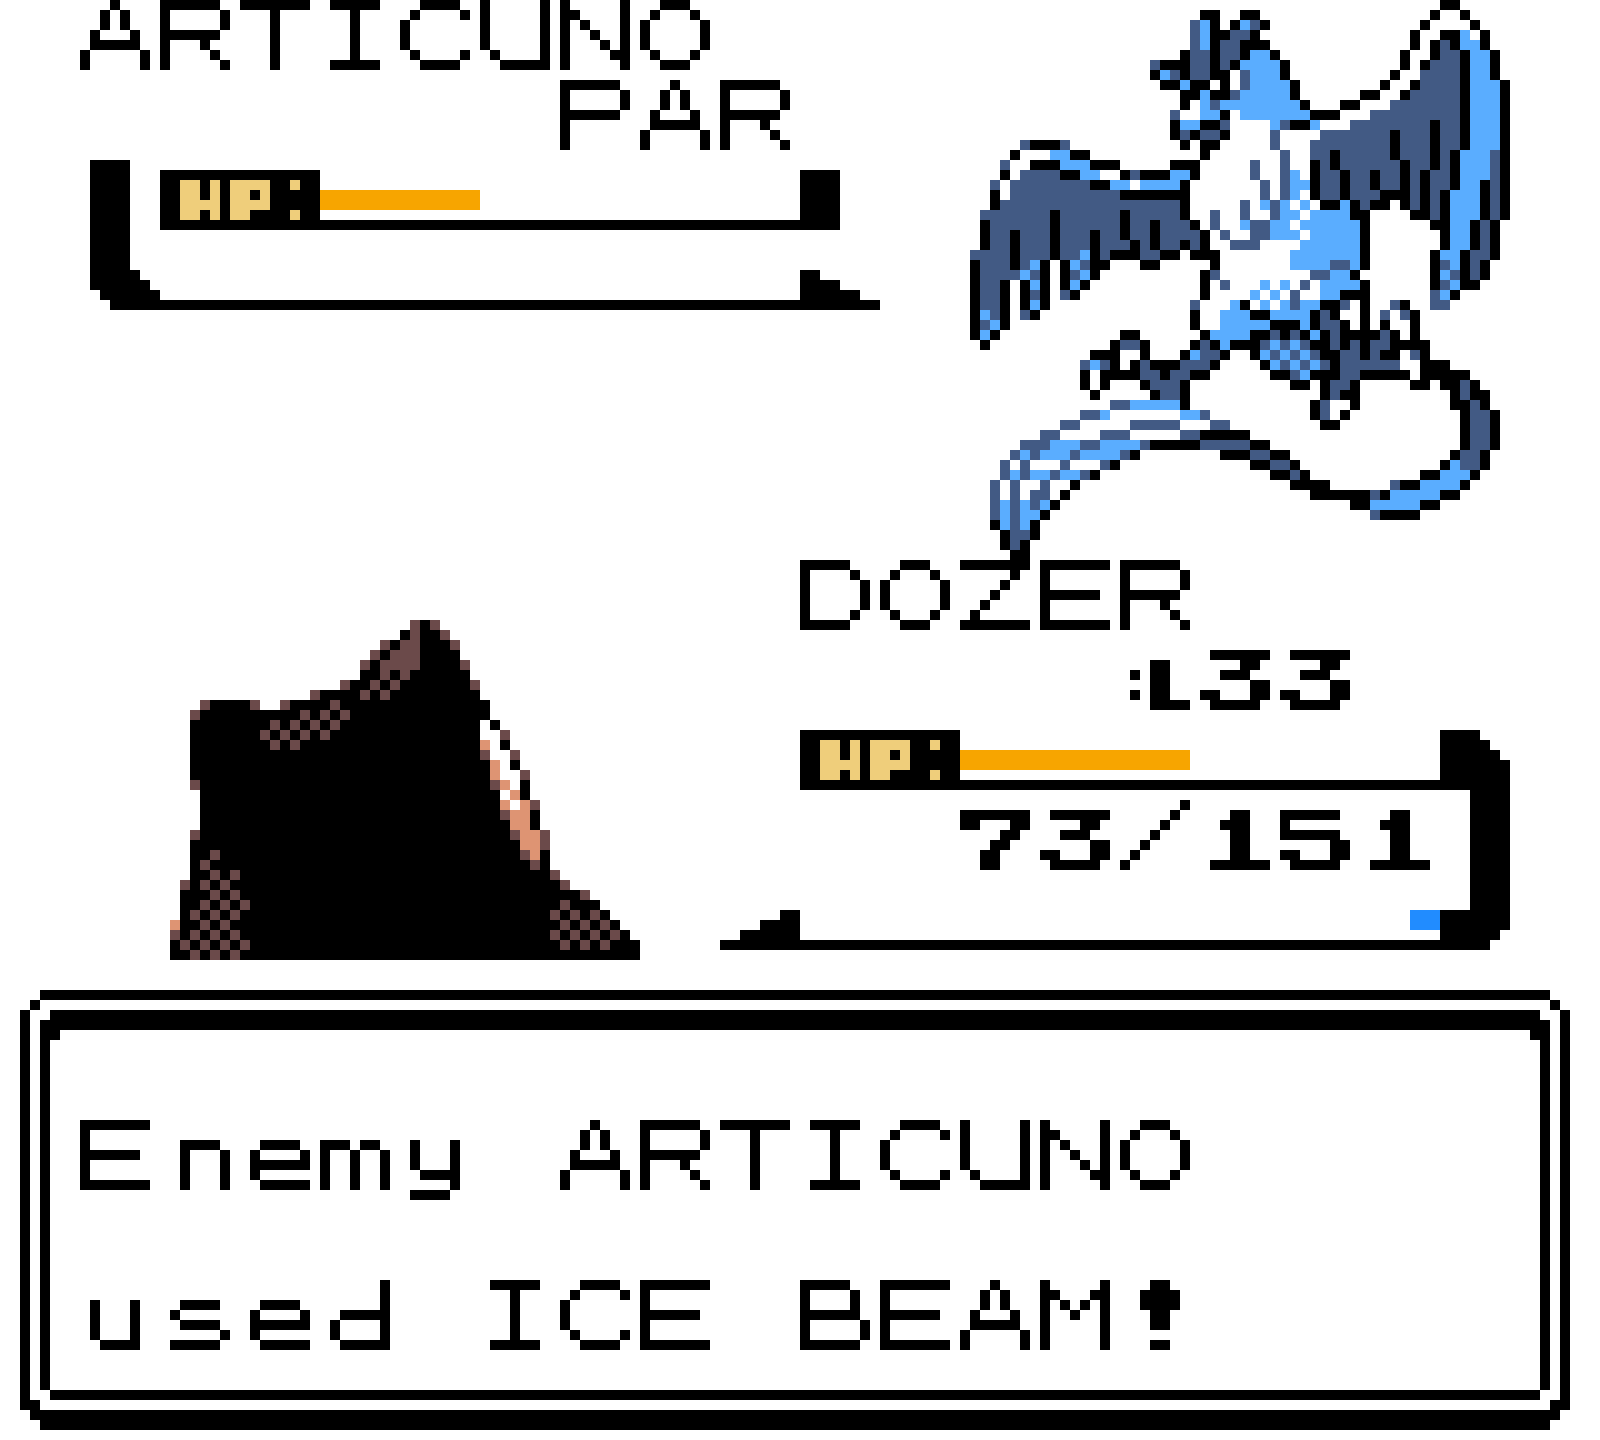 ARTICUNO
PAR
HP:
DOZER
:L33
HP:
73/151
Enemy ARTICUNO
used ICE BEAM!